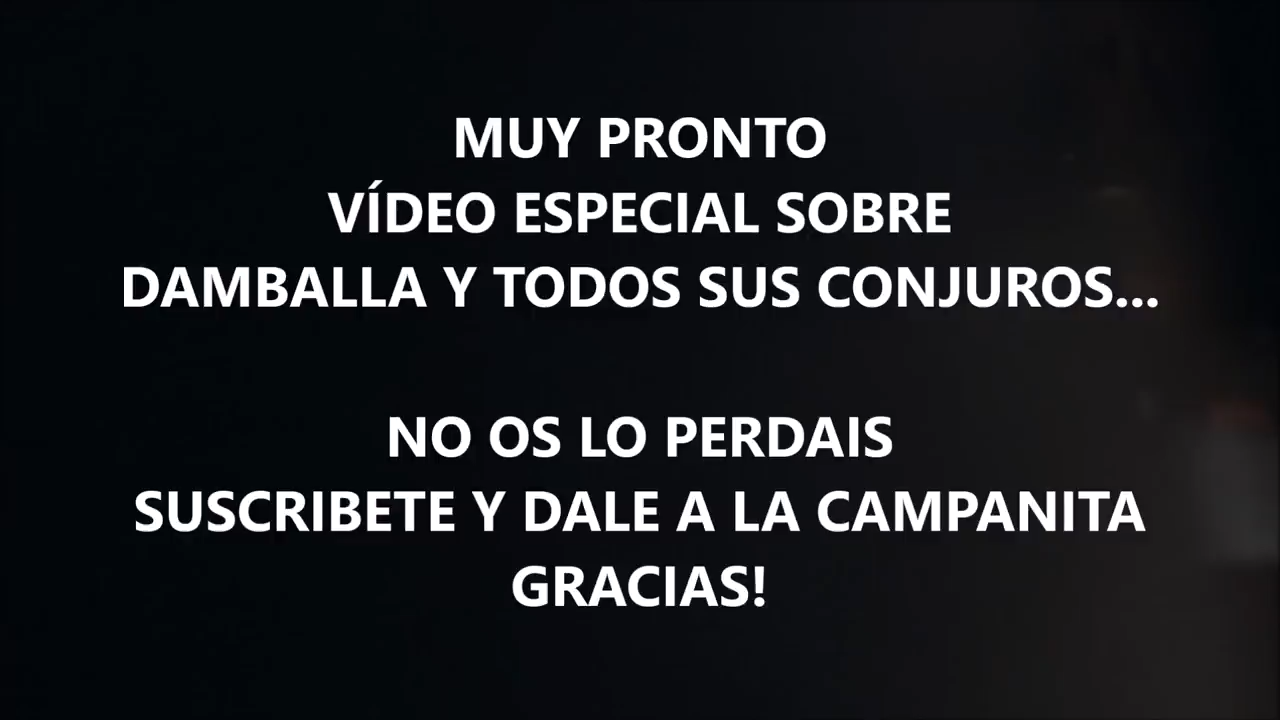 MUY PRONTO
VÍDEO ESPECIAL SOBRE
DAMBALLA Y TODOS SUS CONJUROS...
NO OS LO PERDAIS
SUSCRIBETE Y DALE A LA CAMPANITA
GRACIAS!